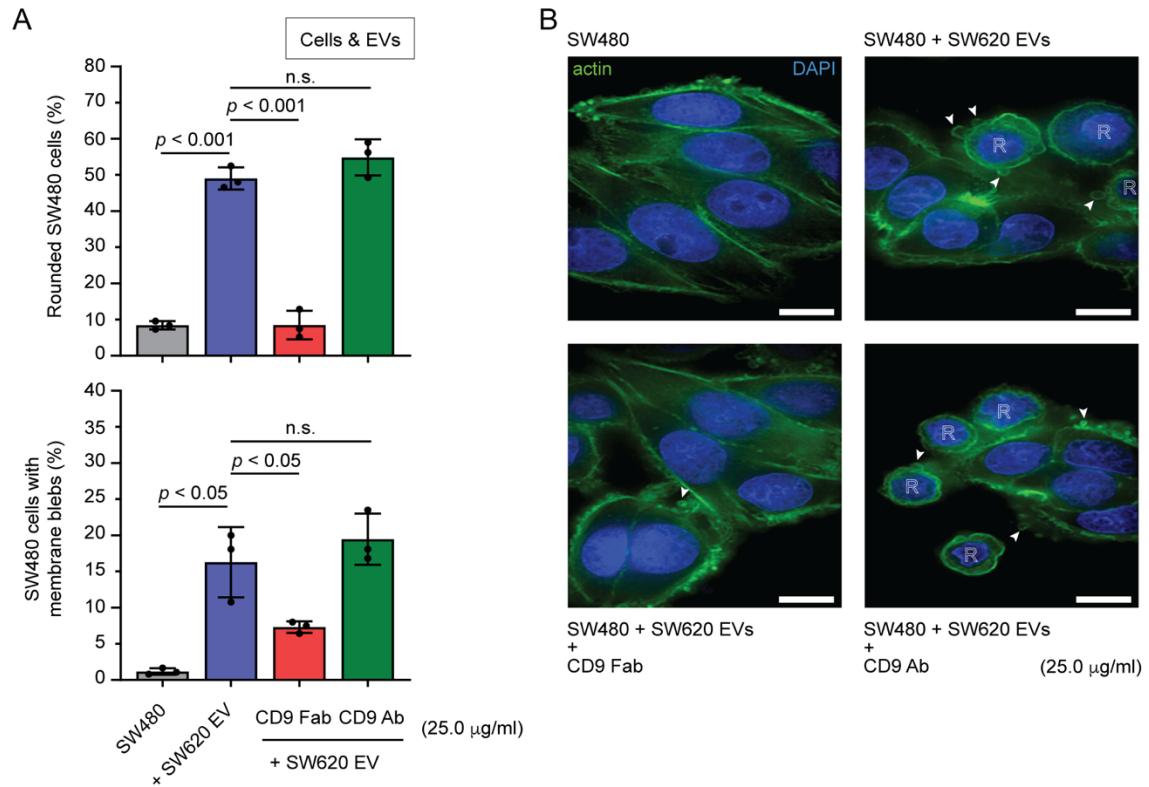 A
Cells & EVs
80
70
60
50
40
30
20
10
0
Rounded SW480 cells (%)
n.s.
p < 0.001
p < 0.001
40
35
30
25
20
15
10
5
0
SW480 cells with
membrane blebs (%)
n.s.
p < 0.05
p < 0.05
SW480
+ SW620 EV
CD9 Fab CD9 Ab
(25.0 µg/ml)
+ SW620 EV
B
SW480
actin
DAPI
SW480 + SW620 EVs
R
R
R
SW480 + SW620 EVs
+
CD9 Fab
R
R
R
R
SW480 + SW620 EVs
+
CD9 Ab (25.0 µg/ml)